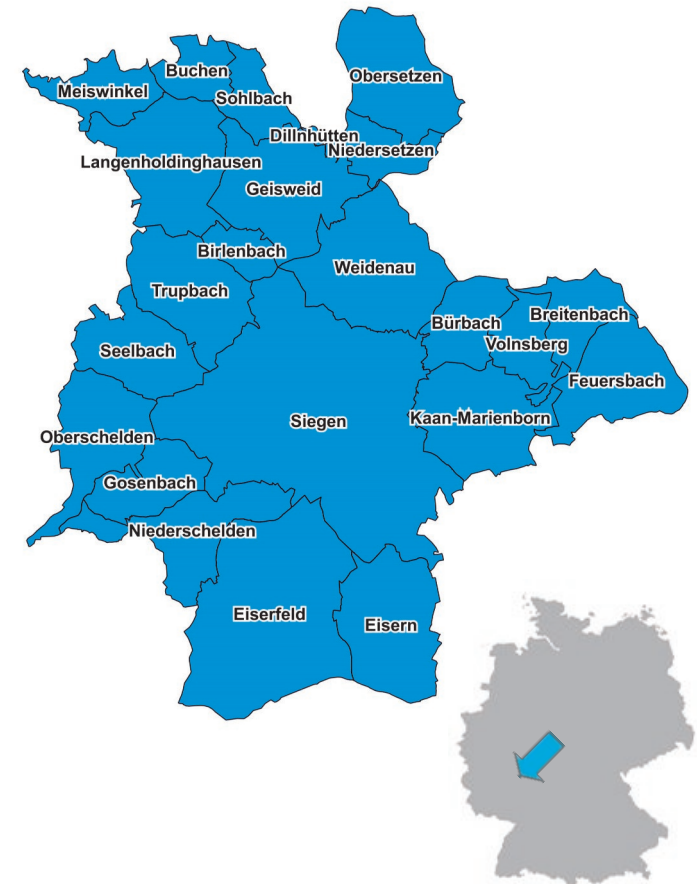 Buchen
Obersetzen
Meiswinkel
Sohlbach
Dillnhütten
Niedersetzen
Langenholdinghausen
Geisweid
Birlenbach
Weidenau
Trupbach
Breitenbach
Bürbach
Volnsberg
Seelbach
Feuersbach
Siegen
Kaan-Marienborn
Oberschelden
Gosenbach
Niederschelden
Eiserfeld
Eisern